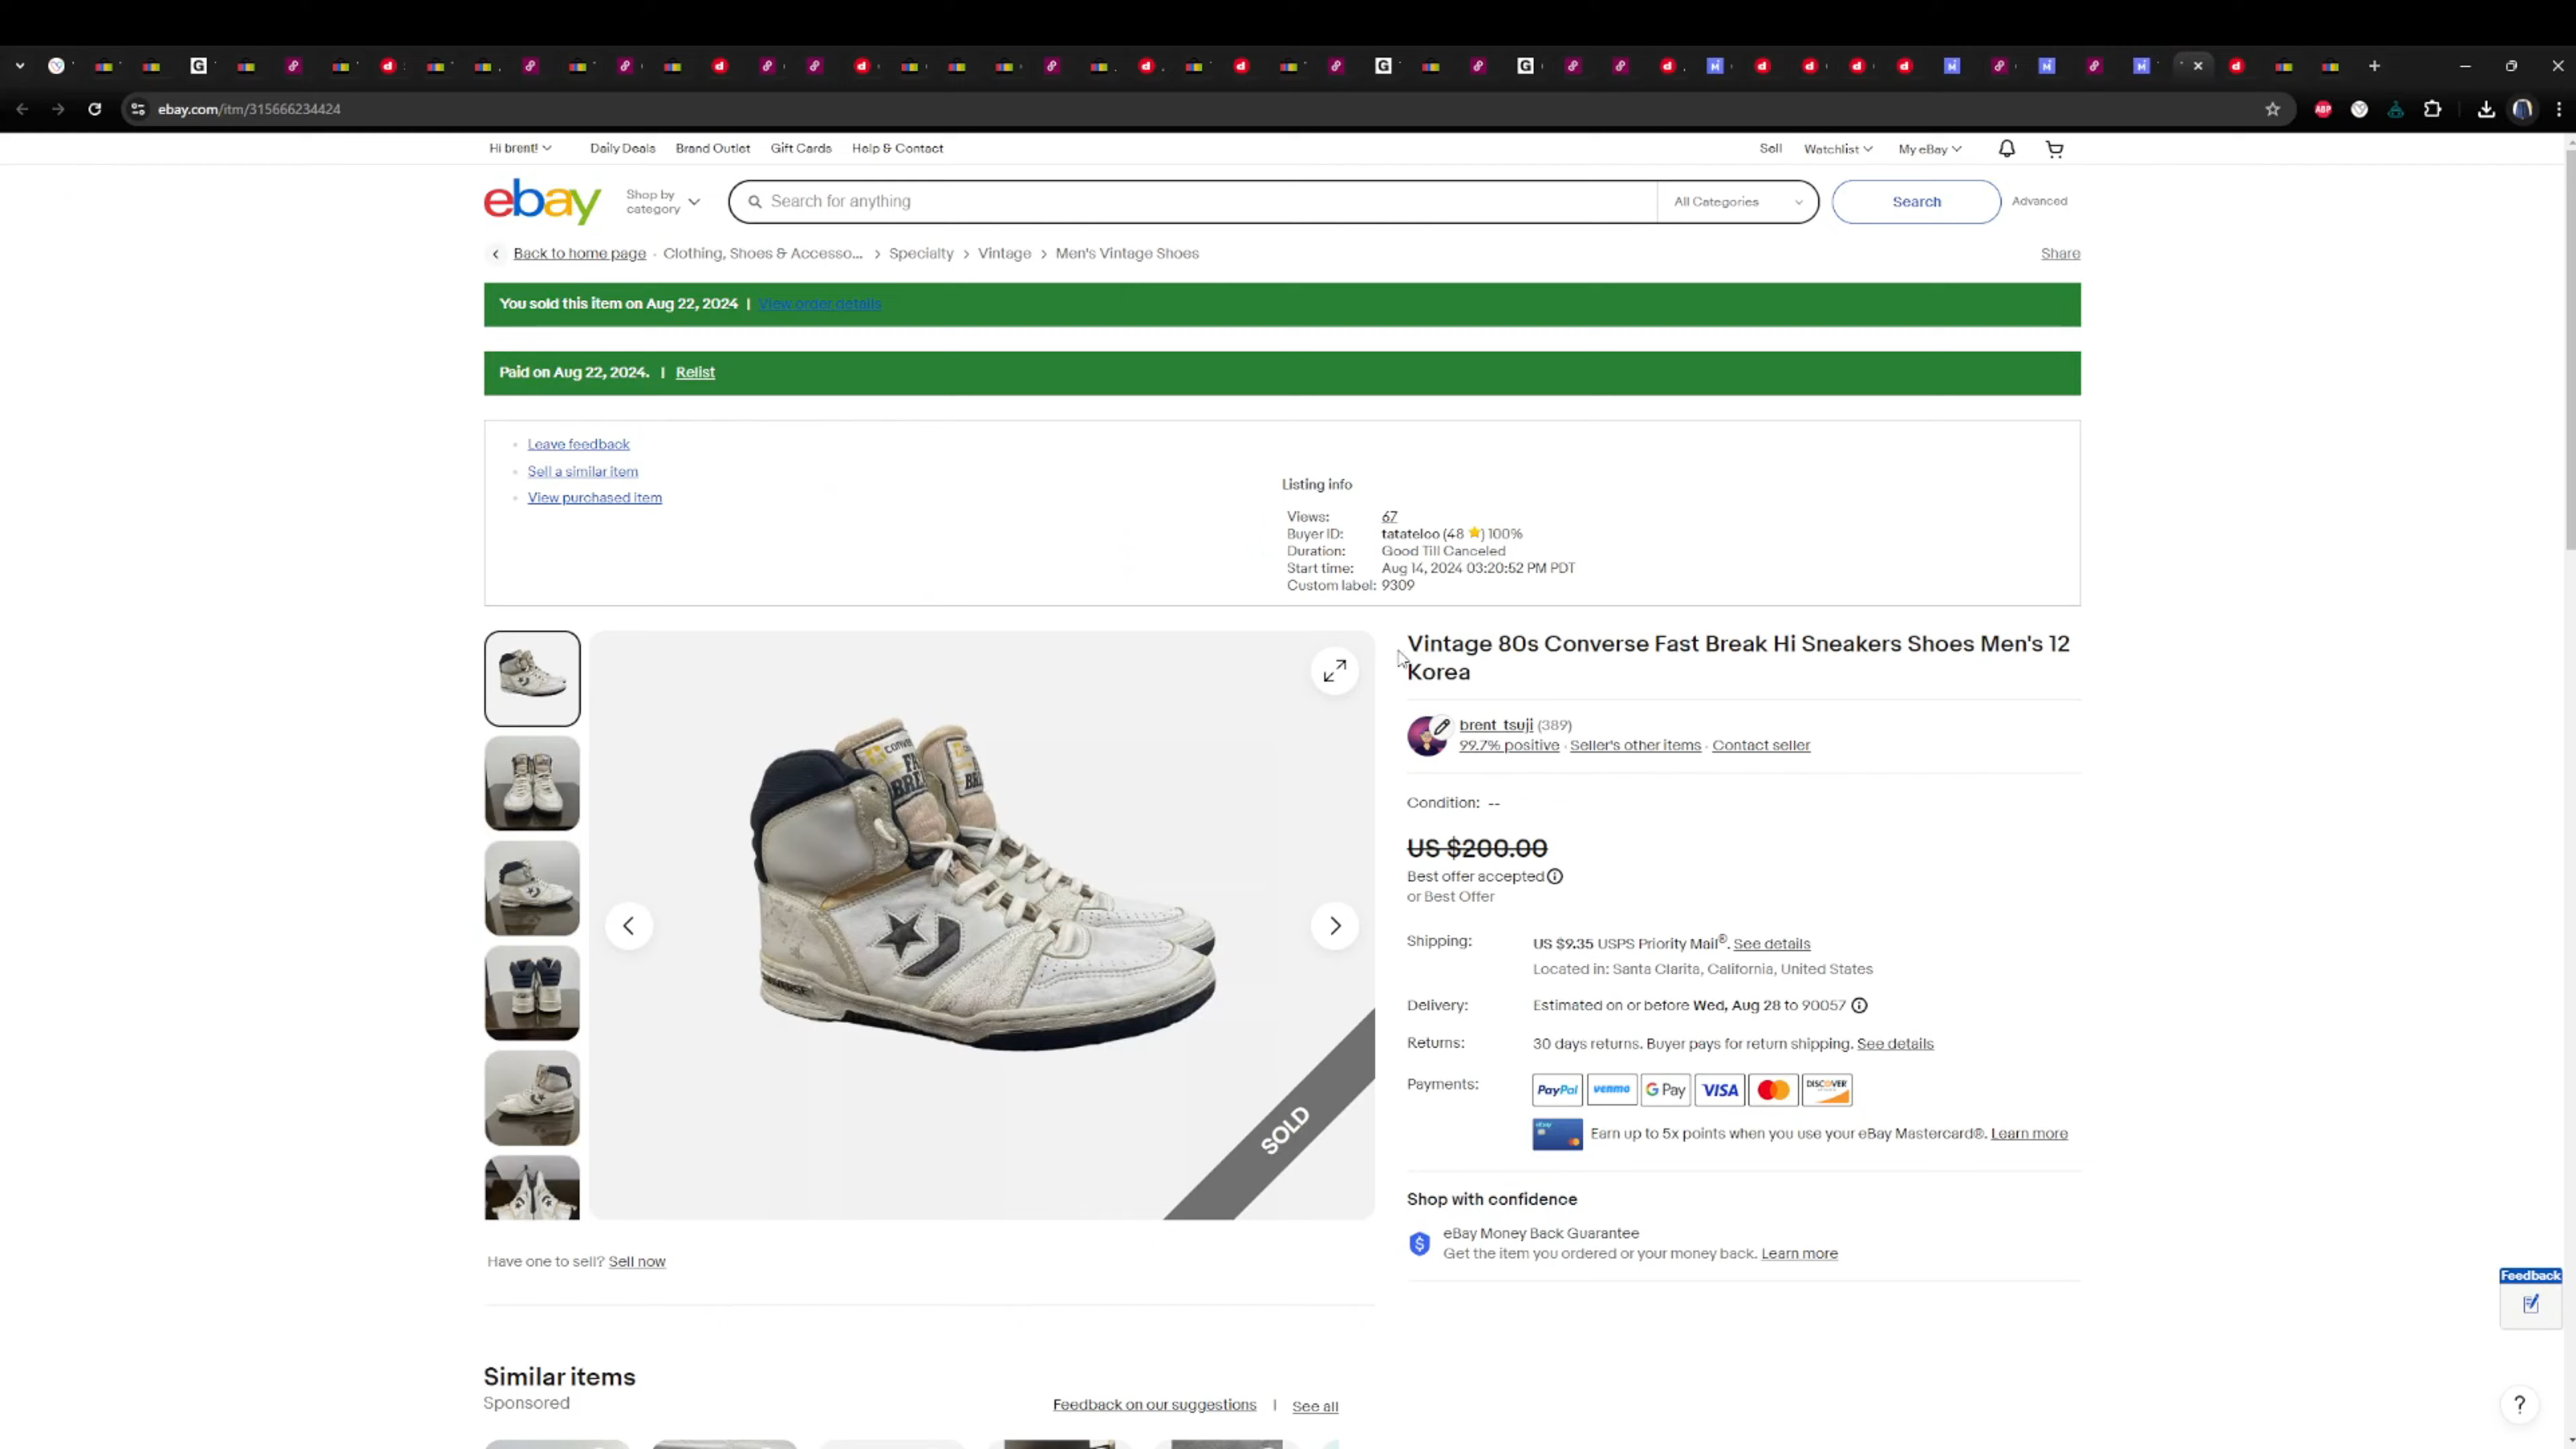 ebay.com/itm/315666234424
Hi brent!
Daily Deals
Brand Outlet
Gift Cards
Help & Contact
Sell
Watchlist
My eBay
ebay
Shop by
category
Search for anything
All Categories
Search
Advanced
Back to home page
Clothing, Shoes & Accesso... > Specialty > Vintage > Men's Vintage Shoes
Share
You sold this item on Aug 22, 2024 | View order details
Paid on Aug 22, 2024. | Relist
Leave feedback
Sell a similar item
View purchased item
Listing info
Views: 67
Buyer ID: tatatelco (48 ) 100%
Duration: Good Till Canceled
Start time: Aug 14, 2024 03:20:52 PM PDT
Custom label: 9309
SOLD
Vintage 80s Converse Fast Break Hi Sneakers Shoes Men's 12
Korea
brent_tsuji (389)
99.7% positive · Seller's other items · Contact seller
Condition: --
US $200.00
Best offer accepted
or Best Offer
Shipping: US $9.35 USPS Priority Mail®. See details
Located in: Santa Clarita, California, United States
Delivery: Estimated on or before Wed, Aug 28 to 90057
Returns: 30 days returns. Buyer pays for return shipping. See details
Payments: PayPal venmo G Pay VISA DISCOVER
Earn up to 5x points when you use your eBay Mastercard®. Learn more
Shop with confidence
eBay Money Back Guarantee
Get the item you ordered or your money back. Learn more
Have one to sell? Sell now
Feedback
Similar items
Sponsored
Feedback on our suggestions | See all